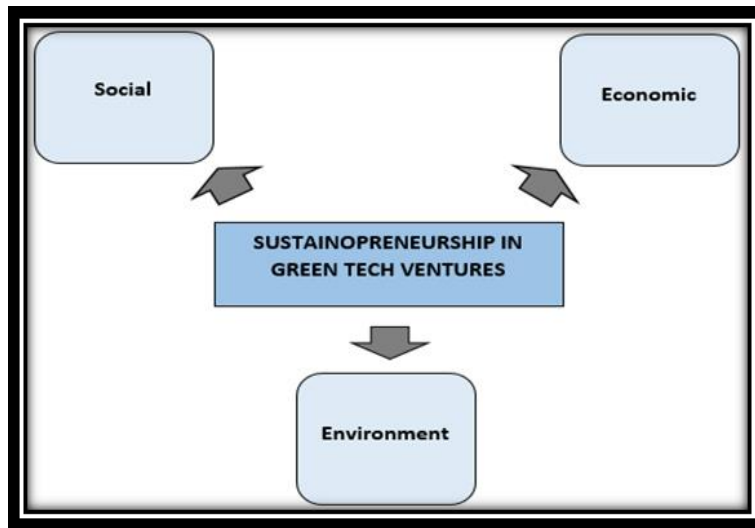 Social
Economic
SUSTAINOPRENEURSHIP IN
GREEN TECH VENTURES
Environment